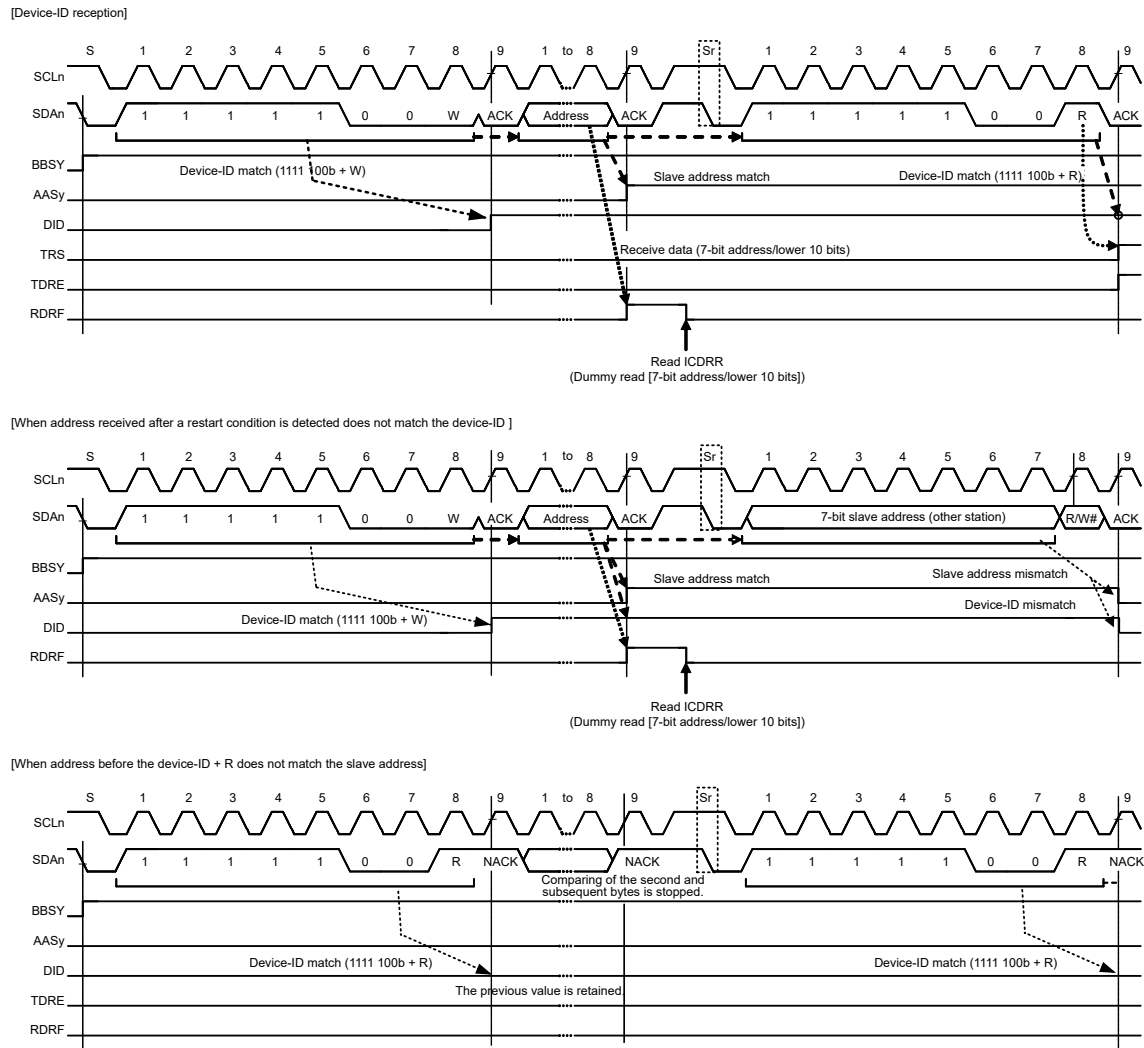 [Device-ID reception]
S 1 2 3 4 5 6 7 8 9 1 to 8 9 Sr 1 2 3 4 5 6 7 8 9
SCLn
SDAn 1 1 1 1 1 0 0 W ACK Address ACK 1 1 1 1 1 0 0 R ACK
BBSY
Device-ID match (1111 100b + W) Slave address match Device-ID match (1111 100b + R)
AASy
DID
TRS Receive data (7-bit address/lower 10 bits)
TDRE
RDRF
Read ICDRR
(Dummy read [7-bit address/lower 10 bits])
[When address received after a restart condition is detected does not match the device-ID ]
S 1 2 3 4 5 6 7 8 9 1 to 8 9 Sr 1 2 3 4 5 6 7 8 9
SCLn
SDAn 1 1 1 1 1 0 0 W ACK Address ACK 7-bit slave address (other station) R/W# ACK
BBSY
Slave address match Slave address mismatch
AASy
Device-ID match (1111 100b + W) Device-ID mismatch
DID
RDRF
Read ICDRR
(Dummy read [7-bit address/lower 10 bits])
[When address before the device-ID + R does not match the slave address]
S 1 2 3 4 5 6 7 8 9 1 to 8 9 Sr 1 2 3 4 5 6 7 8 9
SCLn
SDAn 1 1 1 1 1 0 0 R NACK NACK 1 1 1 1 1 0 0 R NACK
Comparing of the second and
subsequent bytes is stopped.
BBSY
AASy
Device-ID match (1111 100b + R) Device-ID match (1111 100b + R)
DID
The previous value is retained.
TDRE
RDRF